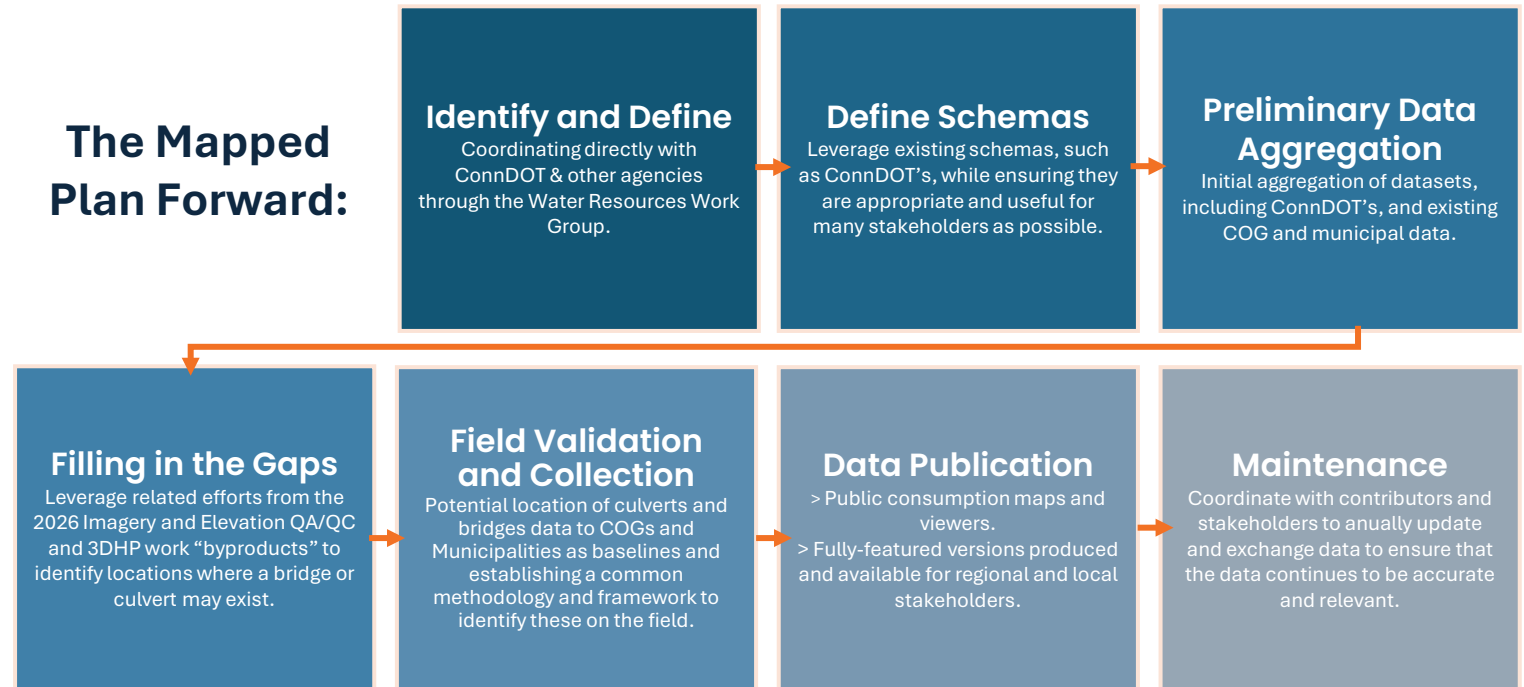 The Mapped
Plan Forward:
Identify and Define
Coordinating directly with
ConnDOT & other agencies
through the Water Resources Work
Group.
Define Schemas
Leverage existing schemas, such
as ConnDOT's, while ensuring they
are appropriate and useful for
many stakeholders as possible.
Preliminary Data
Aggregation
Initial aggregation of datasets,
including ConnDOT's, and existing
COG and municipal data.
Filling in the Gaps
Leverage related efforts from the
2026 Imagery and Elevation QA/QC
and 3DHP work “byproducts” to
identify locations where a bridge or
culvert may exist.
Field Validation
and Collection
Potential location of culverts and
bridges data to COGs and
Municipalities as baselines and
establishing a common
methodology and framework to
identify these on the field.
Data Publication
> Public consumption maps and
viewers.
> Fully-featured versions produced
and available for regional and local
stakeholders.
Maintenance
Coordinate with contributors and
stakeholders to anually update
and exchange data to ensure that
the data continues to be accurate
and relevant.